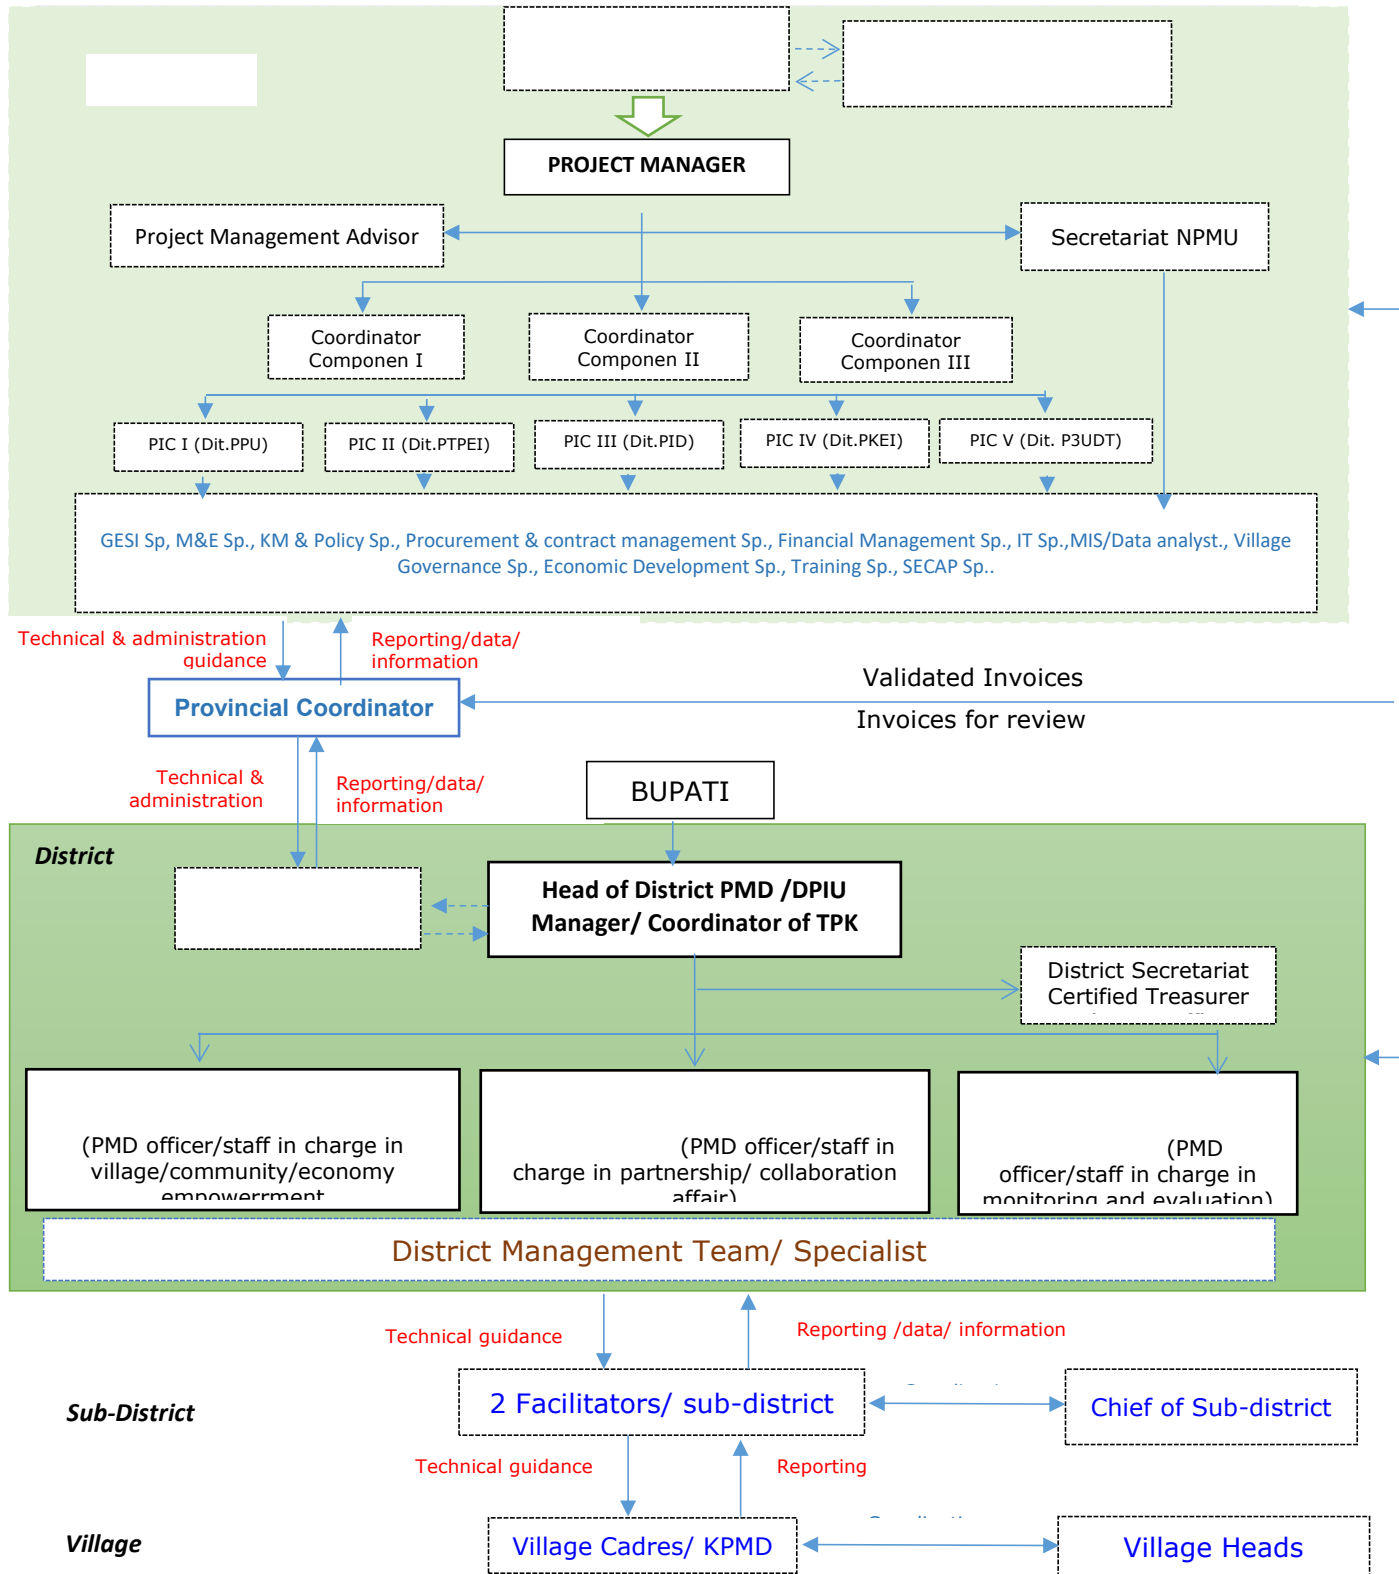 PROJECT MANAGER
Project Management Advisor
Secretariat NPMU
Coordinator
Componen I
Coordinator
Componen II
Coordinator
Componen III
PIC I (Dit.PPU)
PIC II (Dit.PTPEI)
PIC III (Dit.PID)
PIC IV (Dit.PKEI)
PIC V (Dit. P3UDT)
GESI Sp, M&E Sp., KM & Policy Sp., Procurement & contract management Sp., Financial Management Sp., IT Sp.,MIS/Data analyst., Village
Governance Sp., Economic Development Sp., Training Sp., SECAP Sp..
Technical & administration
guidance
Reporting/data/
information
Provincial Coordinator
Validated Invoices
Invoices for review
Technical &
administration
Reporting/data/
information
BUPATI
District
Head of District PMD /DPIU
Manager/ Coordinator of TPK
District Secretariat
Certified Treasurer
(PMD officer/staff in charge in
village/community/economy
empowerrment
(PMD officer/staff in
charge in partnership/ collaboration
affair)
(PMD
officer/staff in charge in
monitoring and evaluation)
District Management Team/ Specialist
Technical guidance
Reporting /data/ information
Sub-District
2 Facilitators/ sub-district
Chief of Sub-district
Technical guidance
Reporting
Village
Village Cadres/ KPMD
Village Heads